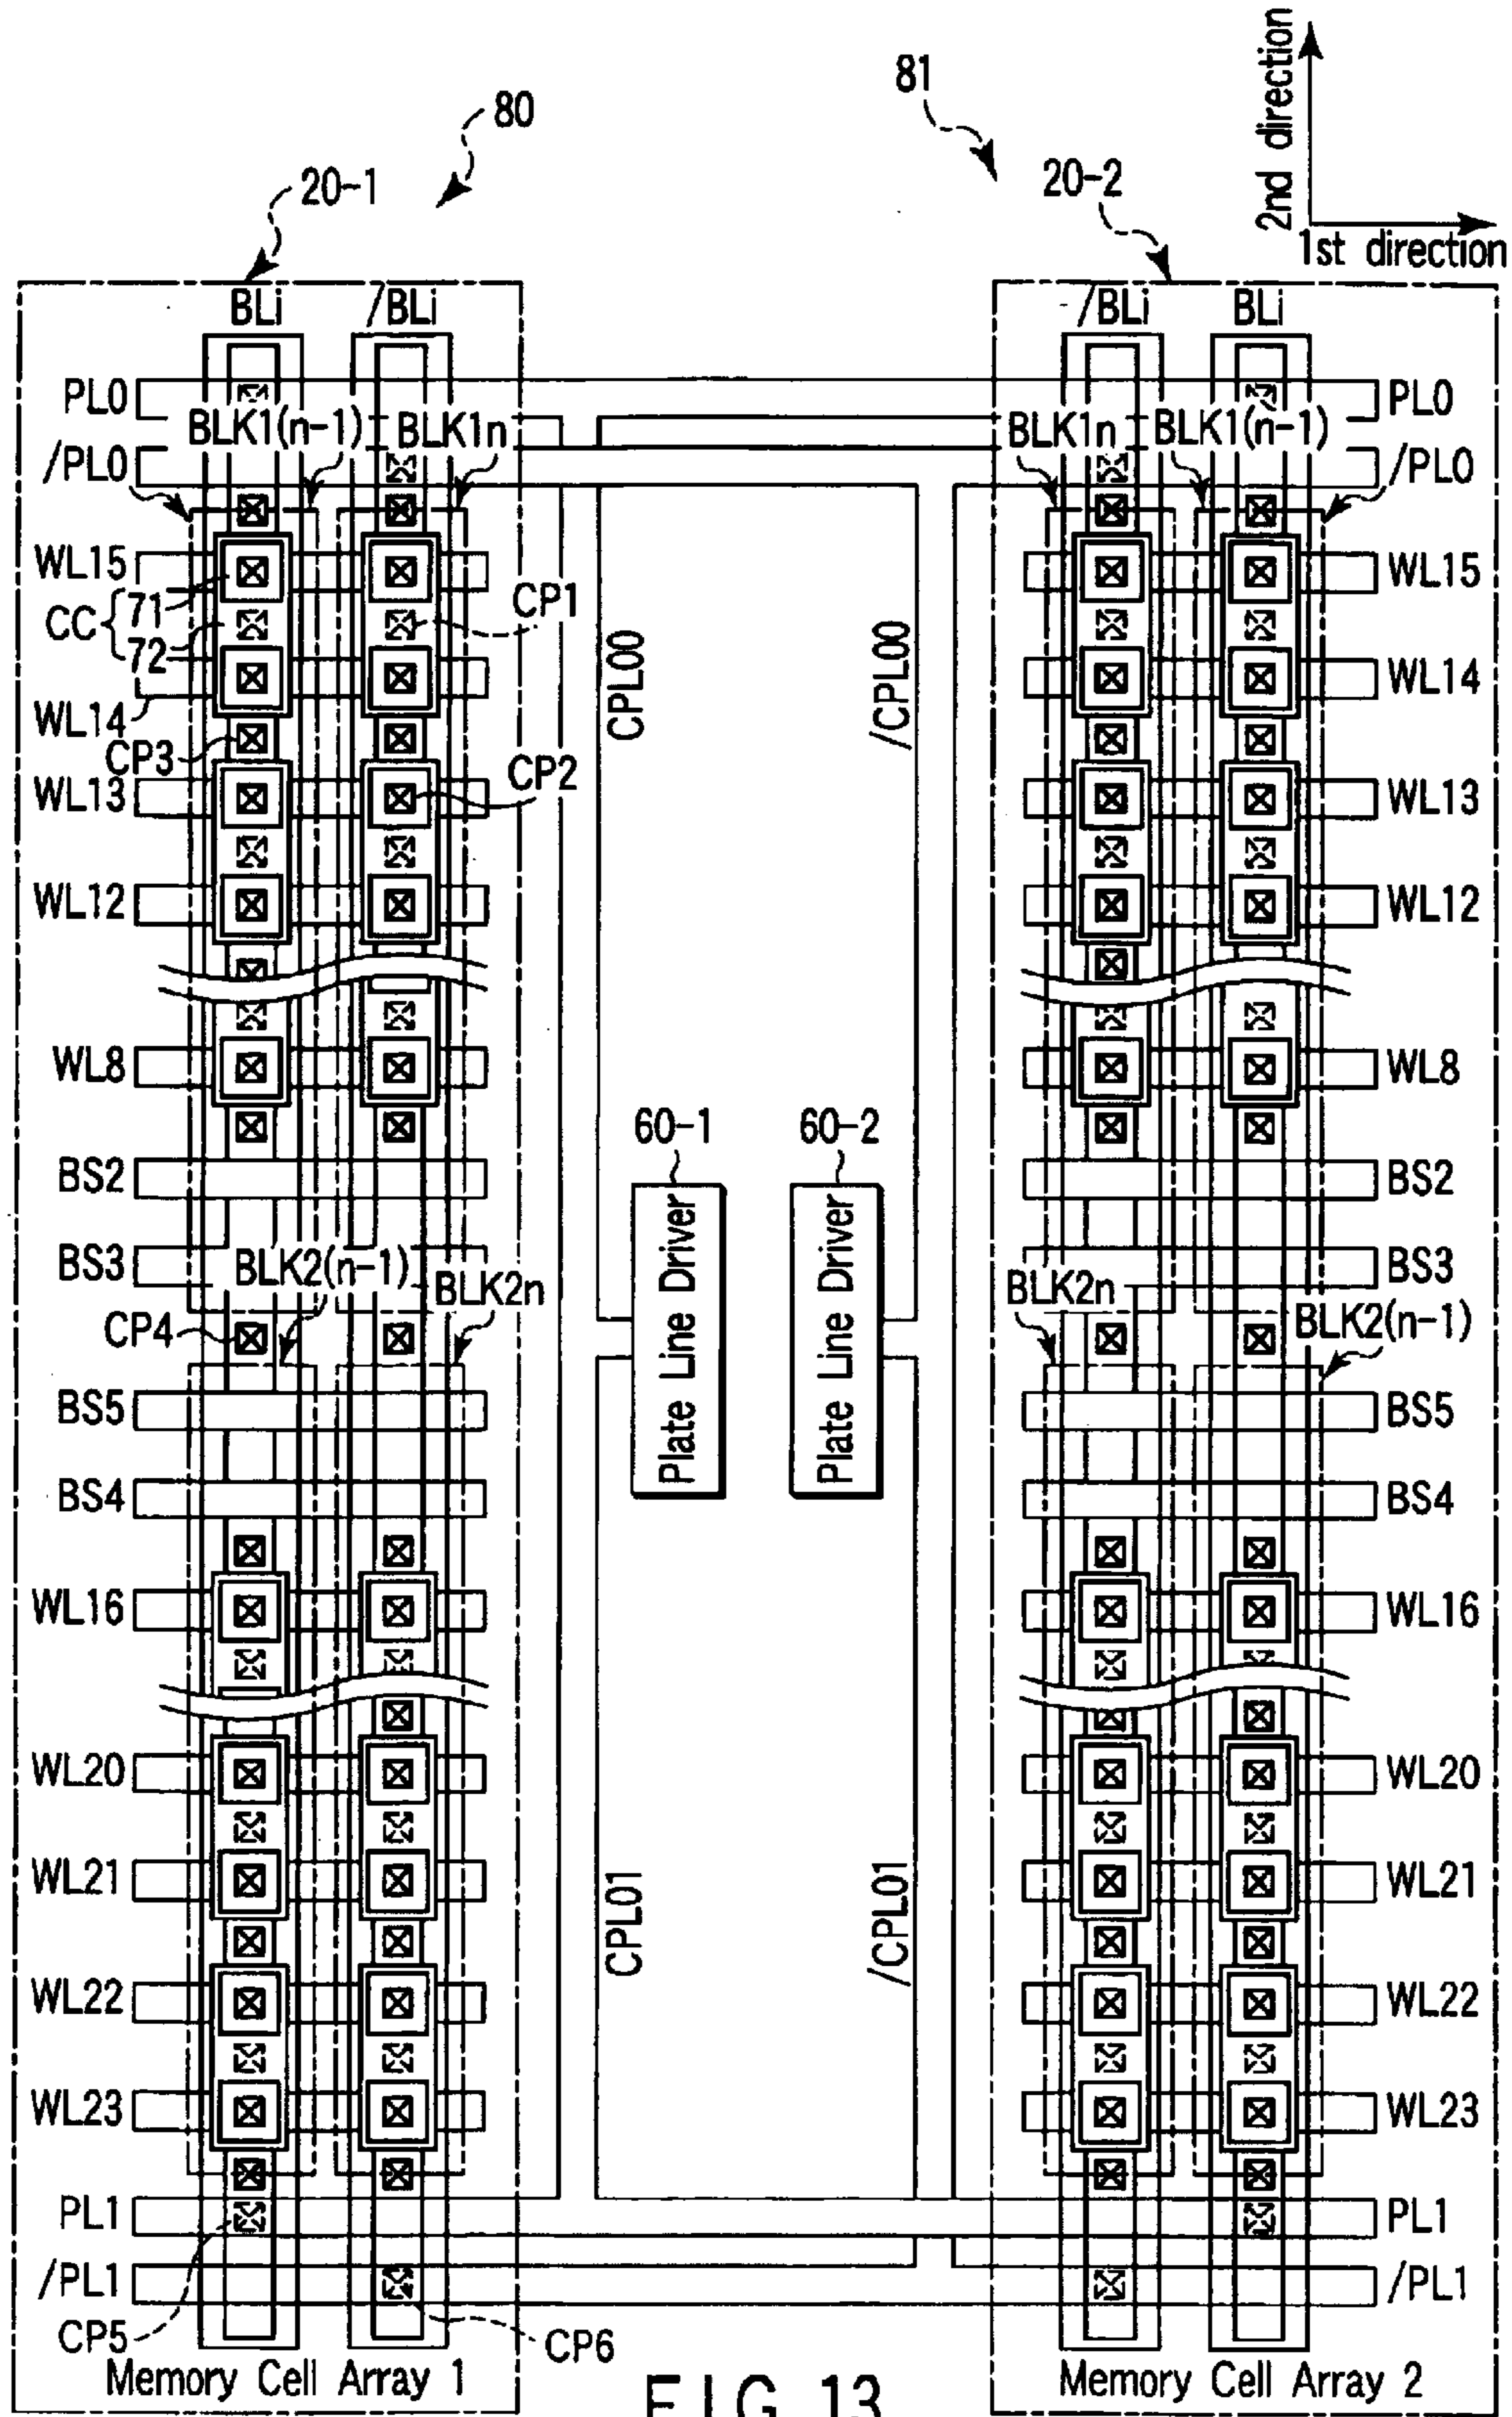 81
80
2nd direction
1st direction
20-1
20-2
BLi /BLi
/BLi BLi
PL0
PL0
BLK1(n-1) BLK1n
BLK1n BLK1(n-1)
/PL0
/PL0
WL15
WL15
CC { 71
72
CP1
CPL00
/CPL00
WL14
WL14
CP3
CP2
WL13
WL13
WL12
WL12
WL8
WL8
60-1
60-2
Plate Line Driver
Plate Line Driver
BS2
BS2
BS3
BS3
BLK2(n-1)
BLK2n
BLK2n
BLK2(n-1)
CP4
BS5
BS5
BS4
BS4
WL16
WL16
WL20
WL20
CPL01
/CPL01
WL21
WL21
WL22
WL22
WL23
WL23
PL1
PL1
/PL1
/PL1
CP5
CP6
Memory Cell Array 1
Memory Cell Array 2
FIG. 13